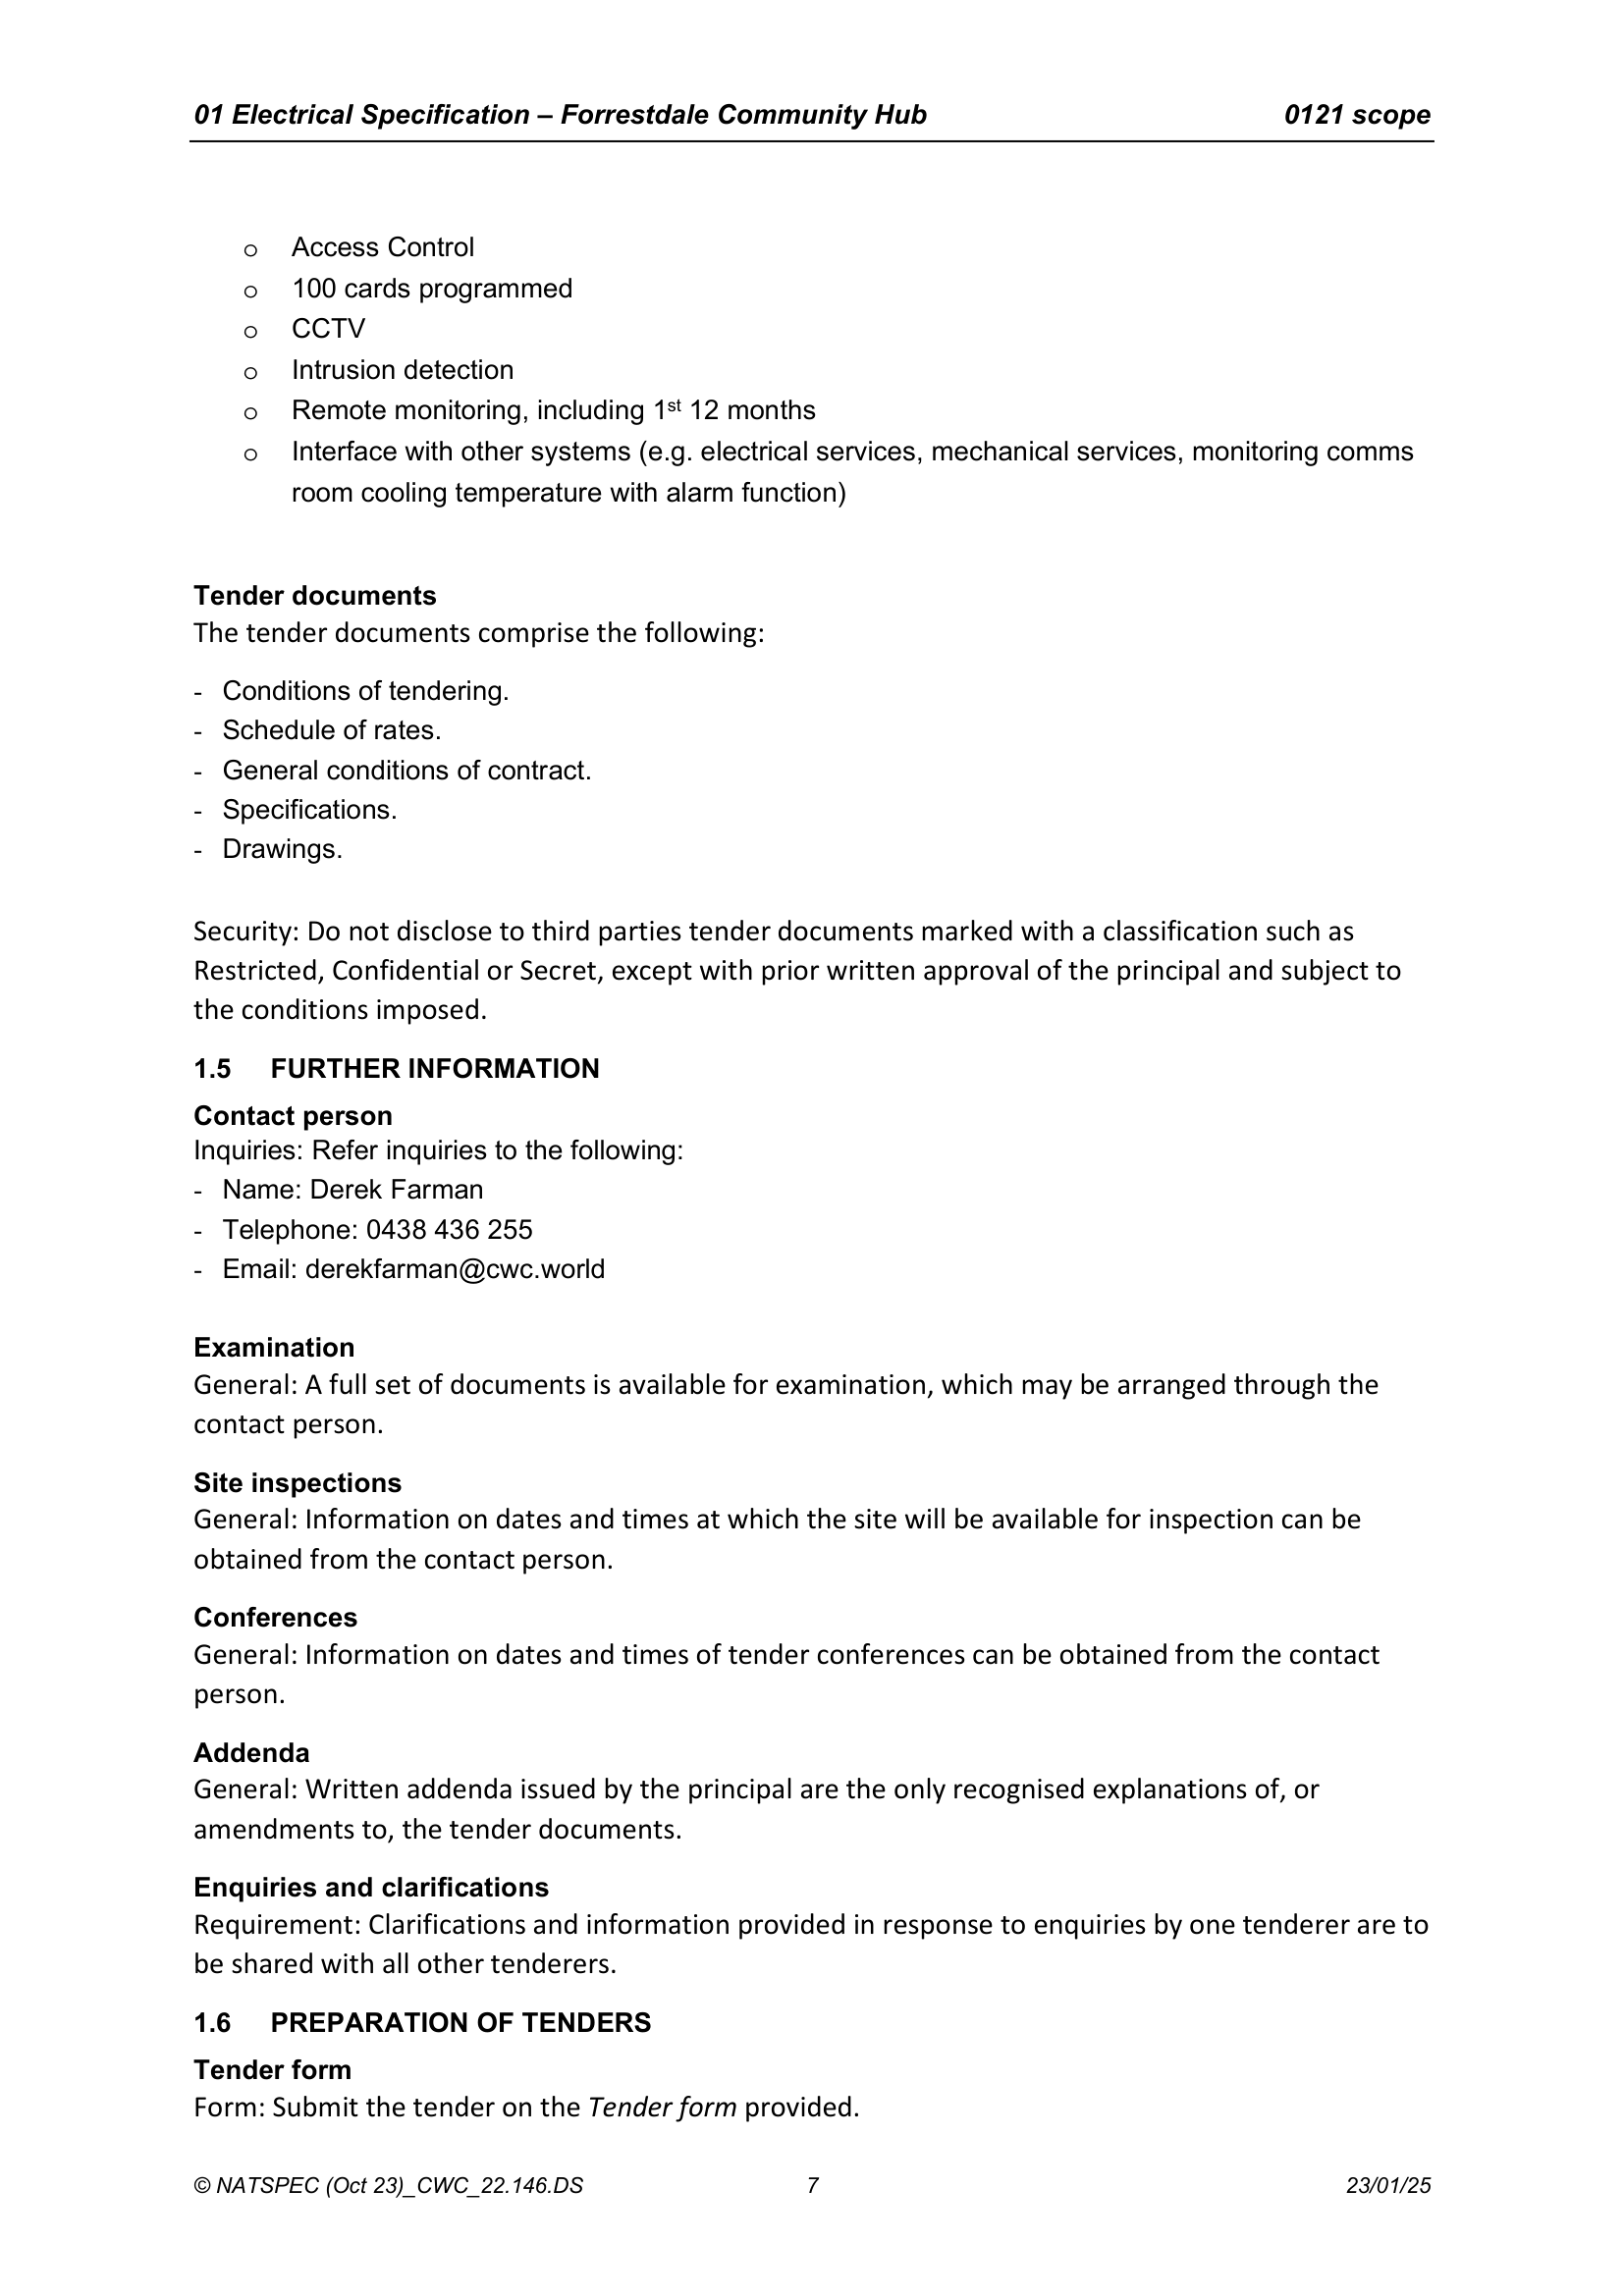 01 Electrical Specification – Forrestdale Community Hub 0121 scope
o Access Control
o 100 cards programmed
o CCTV
o Intrusion detection
o Remote monitoring, including 1st 12 months
o Interface with other systems (e.g. electrical services, mechanical services, monitoring comms
room cooling temperature with alarm function)
Tender documents
The tender documents comprise the following:
- Conditions of tendering.
- Schedule of rates.
- General conditions of contract.
- Specifications.
- Drawings.
Security: Do not disclose to third parties tender documents marked with a classification such as
Restricted, Confidential or Secret, except with prior written approval of the principal and subject to
the conditions imposed.
1.5 FURTHER INFORMATION
Contact person
Inquiries: Refer inquiries to the following:
- Name: Derek Farman
- Telephone: 0438 436 255
- Email: derekfarman@cwc.world
Examination
General: A full set of documents is available for examination, which may be arranged through the
contact person.
Site inspections
General: Information on dates and times at which the site will be available for inspection can be
obtained from the contact person.
Conferences
General: Information on dates and times of tender conferences can be obtained from the contact
person.
Addenda
General: Written addenda issued by the principal are the only recognised explanations of, or
amendments to, the tender documents.
Enquiries and clarifications
Requirement: Clarifications and information provided in response to enquiries by one tenderer are to
be shared with all other tenderers.
1.6 PREPARATION OF TENDERS
Tender form
Form: Submit the tender on the Tender form provided.
© NATSPEC (Oct 23)_CWC_22.146.DS 7 23/01/25